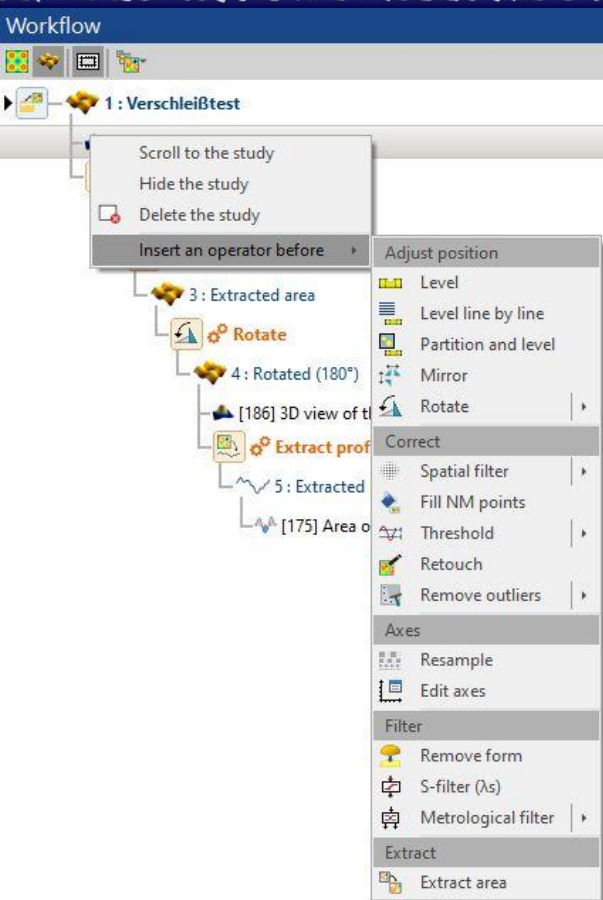 Workflow
1 : Verschleißtest
Scroll to the study
Hide the study
Delete the study
Insert an operator before
3 : Extracted area
Rotate
4 : Rotated (180°)
[186] 3D view of
Extract
5 : Extracted
[175] Area
Adjust position
Level
Level line by line
Partition and level
Mirror
Rotate
Correct
Spatial filter
Fill NM points
Threshold
Retouch
Remove outliers
Axes
Resample
Edit axes
Filter
Remove form
S-filter (λs)
Metrological filter
Extract
Extract area